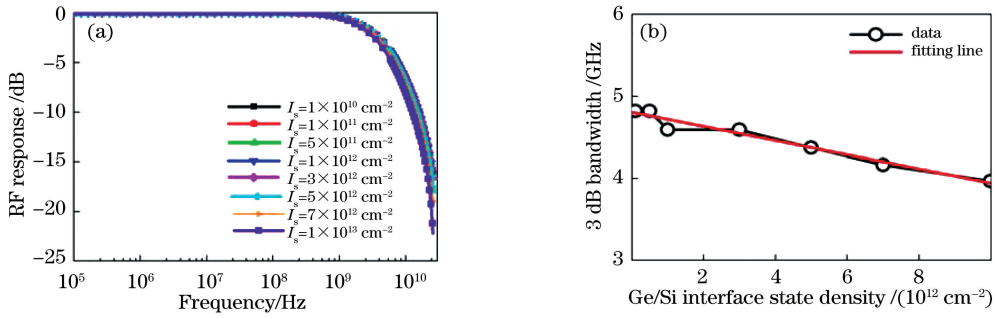 (a)
RF response /dB
0
−5
−10
−15
−20
−25
I_s=1×10^10 cm^−2
I_s=1×10^11 cm^−2
I_s=5×10^11 cm^−2
I_s=1×10^12 cm^−2
I_s=3×10^12 cm^−2
I_s=5×10^12 cm^−2
I_s=7×10^12 cm^−2
I_s=1×10^13 cm^−2
10^5 10^6 10^7 10^8 10^9 10^10
Frequency/Hz
(b)
3 dB bandwidth /GHz
6
5
4
3
data
fitting line
2 4 6 8
Ge/Si interface state density /(10^12 cm^−2)